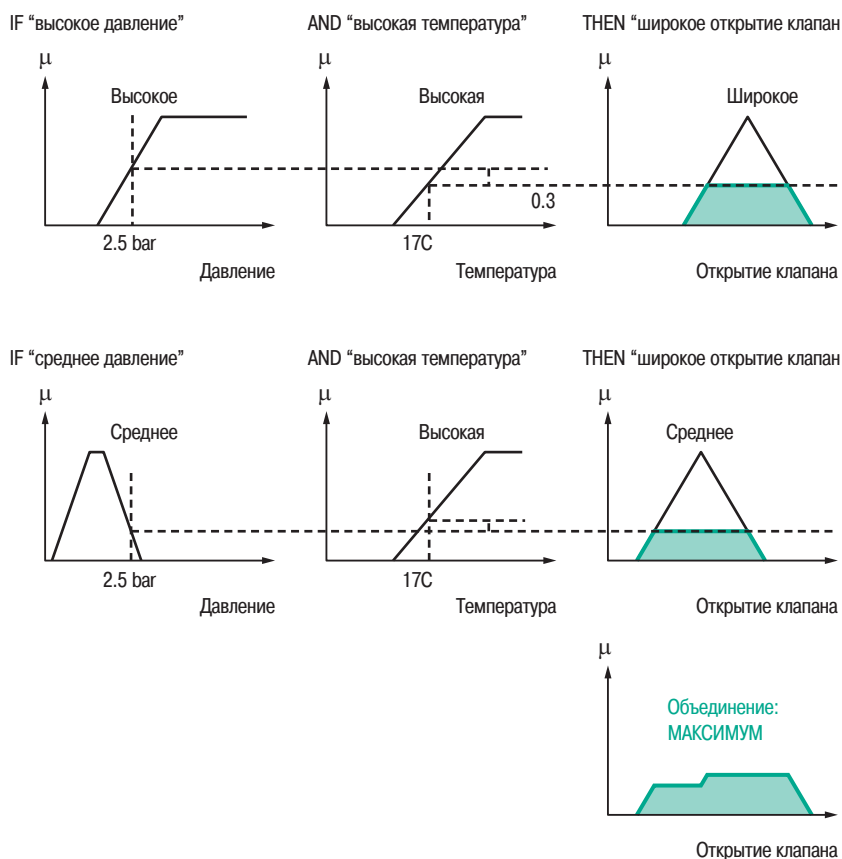 IF “высокое давление”
AND “высокая температура”
THEN “широкое открытие клапан
μ
μ
μ
Высокое
Высокая
Широкое
0.3
2.5 bar
17C
Давление
Температура
Открытие клапана
IF “среднее давление”
AND “высокая температура”
THEN “широкое открытие клапан
μ
μ
μ
Среднее
Высокая
Среднее
2.5 bar
17C
Давление
Температура
Открытие клапана
μ
Объединение:
МАКСИМУМ
Открытие клапана